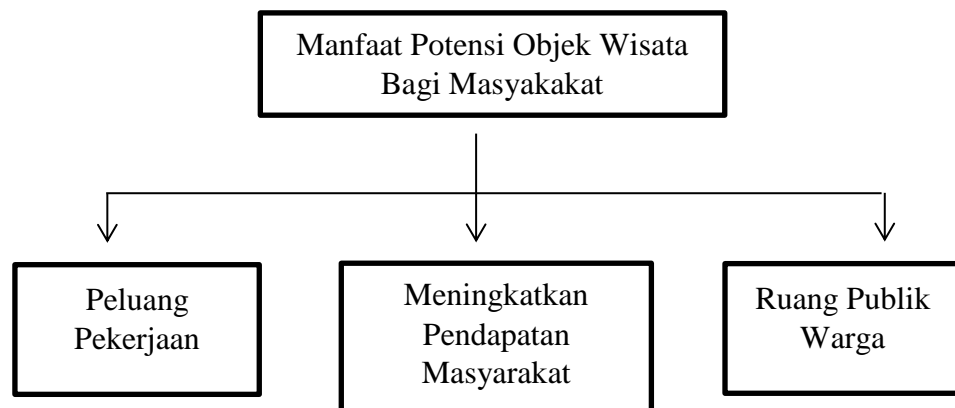 Manfaat Potensi Objek Wisata
Bagi Masyakakat
Peluang
Pekerjaan
Meningkatkan
Pendapatan
Masyarakat
Ruang Publik
Warga